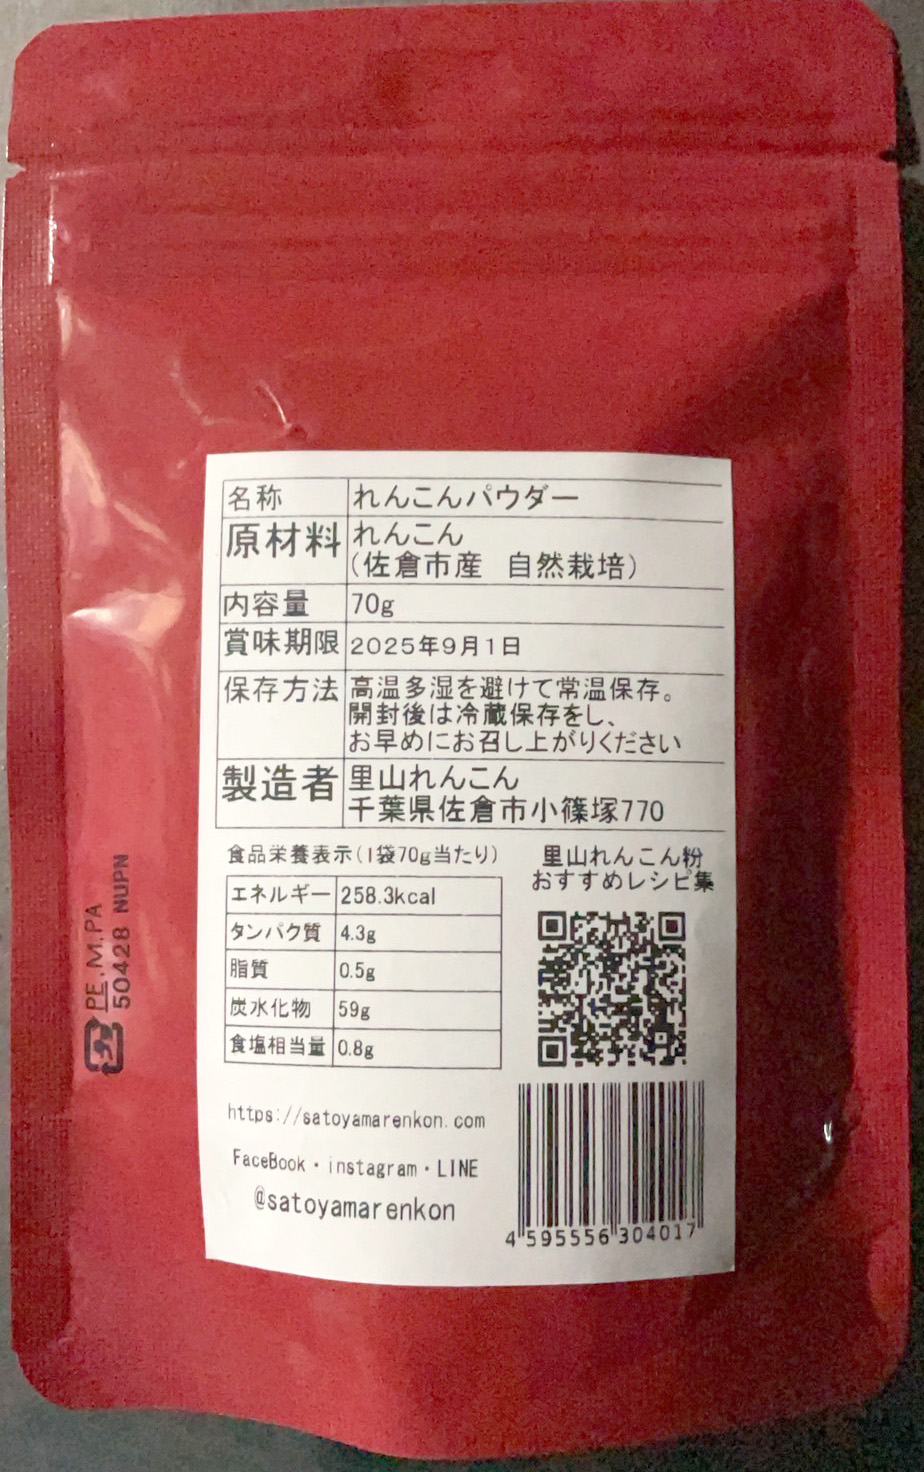 名称 れんこんパウダー
原材料 れんこん
(佐倉市産 自然栽培)
内容量 70g
賞味期限 2025年9月1日
保存方法 高温多湿を避けて常温保存。
開封後は冷蔵保存をし、
お早めにお召し上がりください
製造者 里山れんこん
千葉県佐倉市小篠塚770
食品栄養表示(1袋70g当たり)
エネルギー 258.3kcal
タンパク質 4.3g
脂質 0.5g
炭水化物 59g
食塩相当量 0.8g
里山れんこん粉
おすすめレシピ集
https://satoyamarenkon.com
FaceBook・instagram・LINE
@satoyamarenkon
4 595556 304017
プラ
PE.M.PA
50428 NUPN